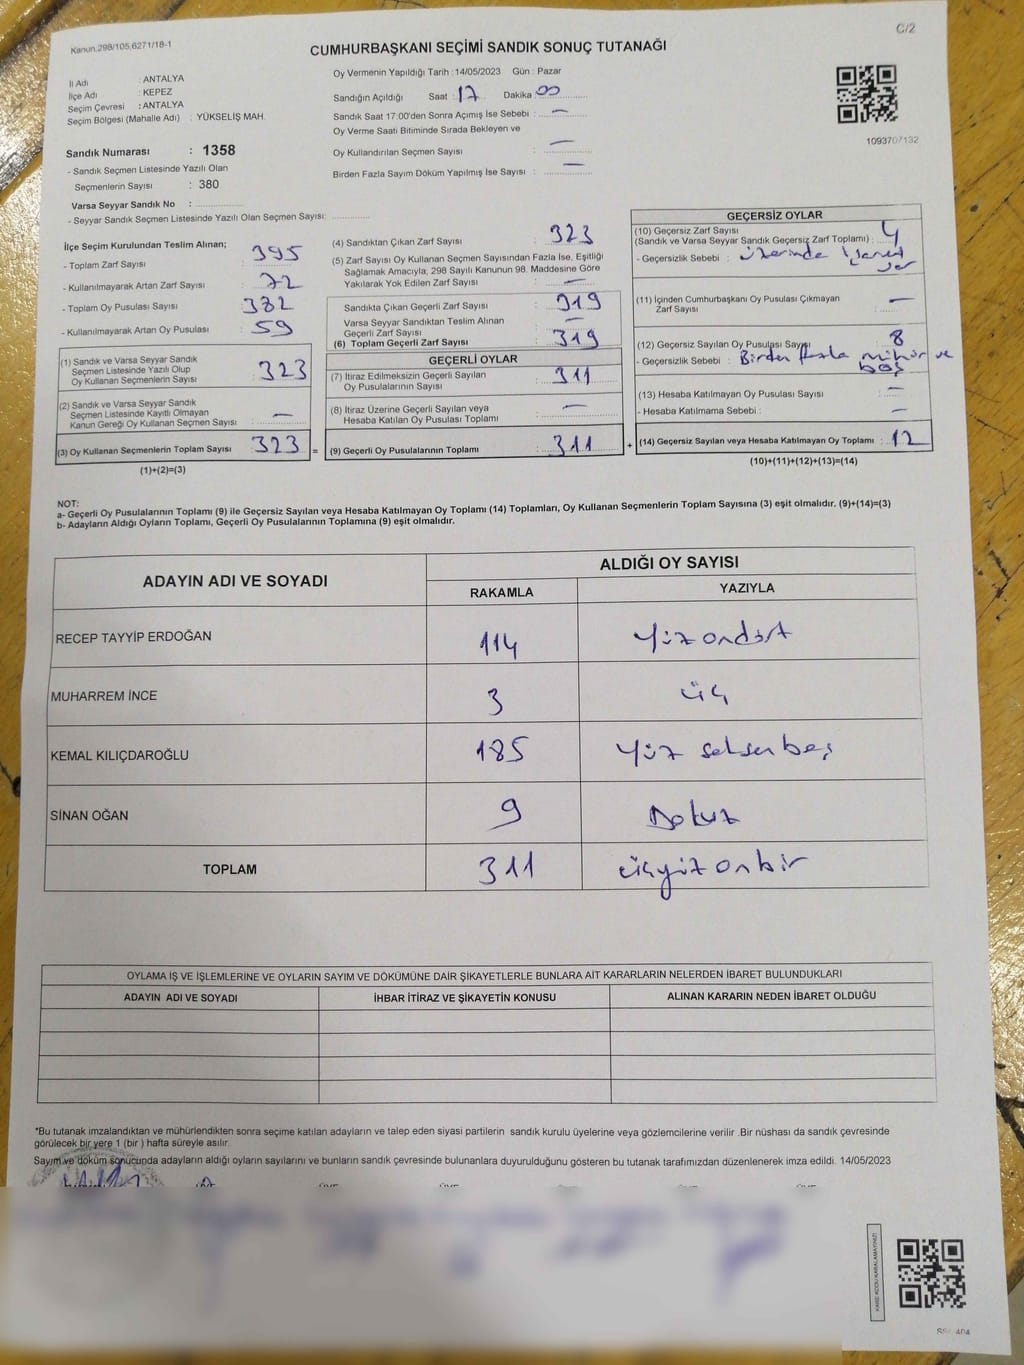 Kanun.298/105,6271/18-1
C/2
CUMHURBAŞKANI SEÇİMİ SANDIK SONUÇ TUTANAĞI
İl Adı : ANTALYA
İlçe Adı : KEPEZ
Seçim Çevresi : ANTALYA
Seçim Bölgesi (Mahalle Adı) : YÜKSELİŞ MAH.
Sandık Numarası : 1358
- Sandık Seçmen Listesinde Yazılı Olan
Seçmenlerin Sayısı : 380
Varsa Seyyar Sandık No :
- Seyyar Sandık Seçmen Listesinde Yazılı Olan Seçmen Sayısı:
Oy Vermenin Yapıldığı Tarih : 14/05/2023 Gün : Pazar
Sandığın Açıldığı Saat : 17 Dakika 00
Sandık Saat 17:00'den Sonra Açımış İse Sebebi : —
Oy Verme Saati Bitiminde Sırada Bekleyen ve
Oy Kullandırılan Seçmen Sayısı : —
Birden Fazla Sayım Döküm Yapılmış İse Sayısı : —
1093707132
İlçe Seçim Kurulundan Teslim Alınan;
- Toplam Zarf Sayısı : 395
- Kullanılmayarak Artan Zarf Sayısı : 72
- Toplam Oy Pusulası Sayısı : 382
- Kullanılmayarak Artan Oy Pusulası : 59
(1) Sandık ve Varsa Seyyar Sandık
Seçmen Listesinde Yazılı Olup
Oy Kullanan Seçmenlerin Sayısı : 323
(2) Sandık ve Varsa Seyyar Sandık
Seçmen Listesinde Kayıtlı Olmayan
Kanun Gereği Oy Kullanan Seçmen Sayısı : —
(3) Oy Kullanan Seçmenlerin Toplam Sayısı : 323 =
(1)+(2)=(3)
(4) Sandıktan Çıkan Zarf Sayısı : 323
(5) Zarf Sayısı Oy Kullanan Seçmen Sayısından Fazla İse, Eşitliği
Sağlamak Amacıyla; 298 Sayılı Kanunun 98. Maddesine Göre
Yakılarak Yok Edilen Zarf Sayısı : —
Sandıkta Çıkan Geçerli Zarf Sayısı : 319
Varsa Seyyar Sandıktan Teslim Alınan
Geçerli Zarf Sayısı : —
(6) Toplam Geçerli Zarf Sayısı : 319
GEÇERLİ OYLAR
(7) İtiraz Edilmeksizin Geçerli Sayılan
Oy Pusulalarının Sayısı : 311
(8) İtiraz Üzerine Geçerli Sayılan veya
Hesaba Katılan Oy Pusulası Toplamı : —
(9) Geçerli Oy Pusulalarının Toplamı : 311 +
GEÇERSİZ OYLAR
(10) Geçersiz Zarf Sayısı
(Sandık ve Varsa Seyyar Sandık Geçersiz Zarf Toplamı) : 4
- Geçersizlik Sebebi : Üzerinde işaret
var
(11) İçinden Cumhurbaşkanı Oy Pusulası Çıkmayan
Zarf Sayısı : —
(12) Geçersiz Sayılan Oy Pusulası Sayısı 8
- Geçersizlik Sebebi : Birden fazla mühür ve
boş
(13) Hesaba Katılmayan Oy Pusulası Sayısı : —
- Hesaba Katılmama Sebebi : —
(14) Geçersiz Sayılan veya Hesaba Katılmayan Oy Toplamı : 12
(10)+(11)+(12)+(13)=(14)
NOT:
a- Geçerli Oy Pusulalarının Toplamı (9) ile Geçersiz Sayılan veya Hesaba Katılmayan Oy Toplamı (14) Toplamları, Oy Kullanan Seçmenlerin Toplam Sayısına (3) eşit olmalıdır. (9)+(14)=(3)
b- Adayların Aldığı Oyların Toplamı, Geçerli Oy Pusulalarının Toplamına (9) eşit olmalıdır.
ADAYIN ADI VE SOYADI ALDIĞI OY SAYISI
RAKAMLA YAZIYLA
RECEP TAYYİP ERDOĞAN 114 Yüz ondört
MUHARREM İNCE 3 üç
KEMAL KILIÇDAROĞLU 185 Yüz seksen beş
SİNAN OĞAN 9 Dokuz
TOPLAM 311 üçyüz onbir
OYLAMA İŞ VE İŞLEMLERİNE VE OYLARIN SAYIM VE DÖKÜMÜNE DAİR ŞİKAYETLERLE BUNLARA AİT KARARLARIN NELERDEN İBARET BULUNDUKLARI
ADAYIN ADI VE SOYADI İHBAR İTİRAZ VE ŞİKAYETİN KONUSU ALINAN KARARIN NEDEN İBARET OLDUĞU
*Bu tutanak imzalandıktan ve mühürlendikten sonra seçime katılan adayların ve talep eden siyasi partilerin sandık kurulu üyelerine veya gözlemcilerine verilir .Bir nüshası da sandık çevresinde
görülecek bir yere 1 (bir ) hafta süreyle asılır.
Sayım ve döküm sonucunda adayların aldığı oyların sayılarını ve bunların sandık çevresinde bulunanlara duyurulduğunu gösteren bu tutanak tarafımızdan düzenlenerek imza edildi. 14/05/2023